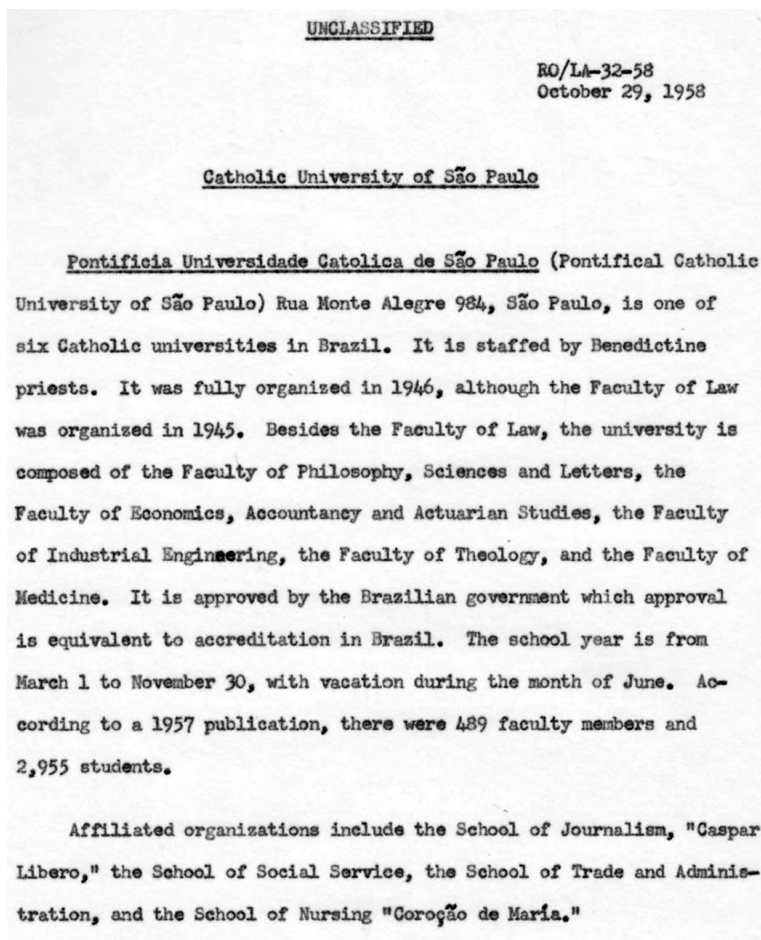 UNCLASSIFIED
RO/LA-32-58
October 29, 1958
Catholic University of São Paulo
Pontificia Universidade Catolica de São Paulo (Pontifical Catholic
University of São Paulo) Rua Monte Alegre 984, São Paulo, is one of
six Catholic universities in Brazil. It is staffed by Benedictine
priests. It was fully organized in 1946, although the Faculty of Law
was organized in 1945. Besides the Faculty of Law, the university is
composed of the Faculty of Philosophy, Sciences and Letters, the
Faculty of Economics, Accountancy and Actuarian Studies, the Faculty
of Industrial Engineering, the Faculty of Theology, and the Faculty of
Medicine. It is approved by the Brazilian government which approval
is equivalent to accreditation in Brazil. The school year is from
March 1 to November 30, with vacation during the month of June. Ac-
cording to a 1957 publication, there were 489 faculty members and
2,955 students.
Affiliated organizations include the School of Journalism, "Caspar
Libero," the School of Social Service, the School of Trade and Adminis-
tration, and the School of Nursing "Coroção de María."